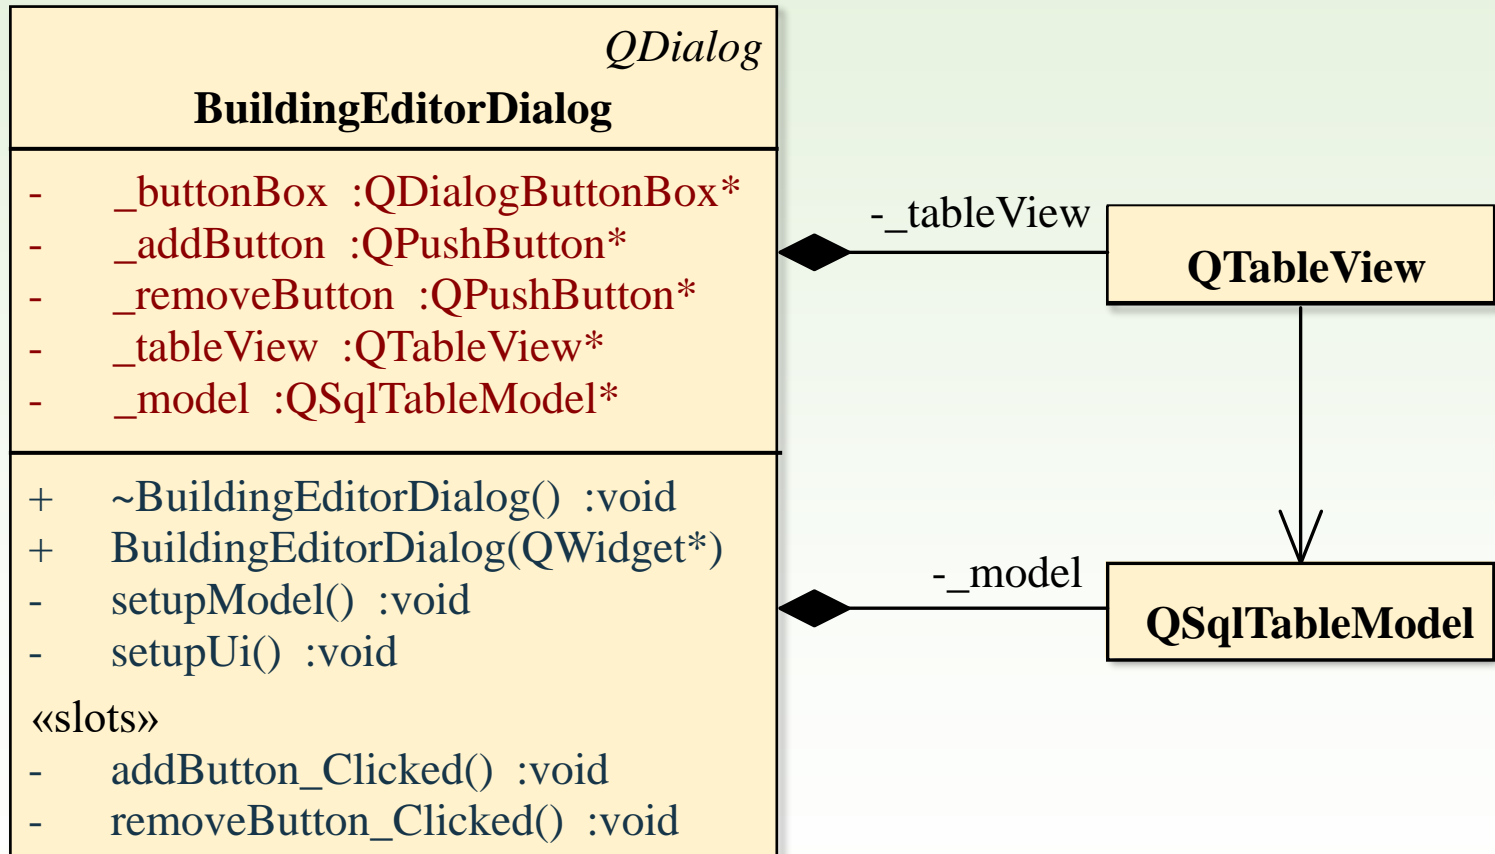 QDialog
BuildingEditorDialog
- _buttonBox :QDialogButtonBox*
- _addButton :QPushButton*
- _removeButton :QPushButton*
- _tableView :QTableView*
- _model :QSqlTableModel*
+ ~BuildingEditorDialog() :void
+ BuildingEditorDialog(QWidget*)
- setupModel() :void
- setupUi() :void
«slots»
- addButton_Clicked() :void
- removeButton_Clicked() :void
-_tableView
QTableView
-_model
QSqlTableModel